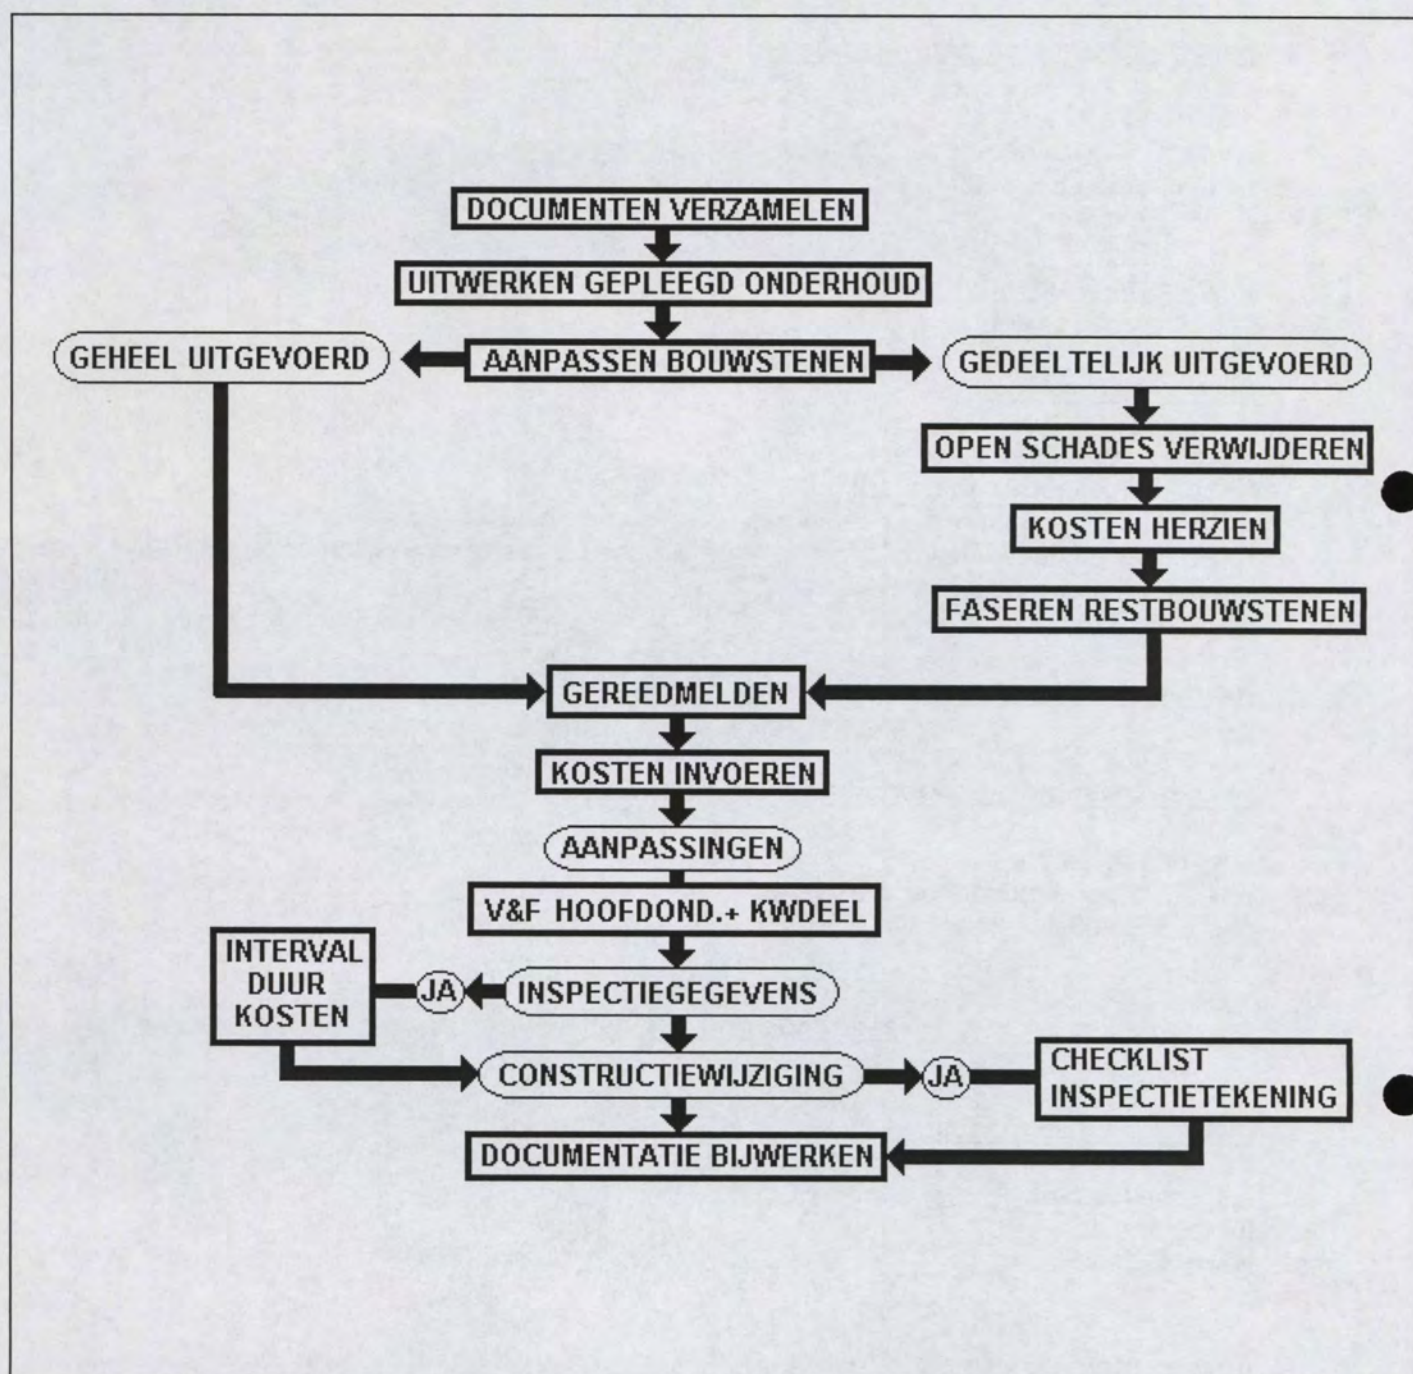 DOCUMENTEN VERZAMELEN
UITWERKEN GEPLEEGD ONDERHOUD
GEHEEL UITGEVOERD
AANPASSEN BOUWSTENEN
GEDEELTELIJK UITGEVOERD
OPEN SCHADES VERWIJDEREN
KOSTEN HERZIEN
FASEREN RESTBOUWSTENEN
GEREEDMELDEN
KOSTEN INVOEREN
AANPASSINGEN
V&F HOOFDOND.+ KWDEEL
INTERVAL
DUUR
KOSTEN
JA
INSPECTIEGEGEVENS
CONSTRUCTIEWIJZIGING
JA
CHECKLIST
INSPECTIETEKENING
DOCUMENTATIE BIJWERKEN